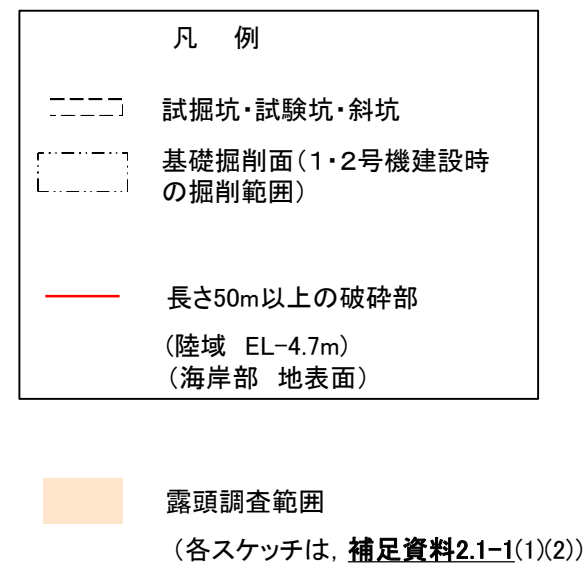 凡 例
試掘坑・試験坑・斜坑
基礎掘削面(1・2号機建設時
の掘削範囲)
長さ50m以上の破砕部
(陸域 EL-4.7m)
(海岸部 地表面)
露頭調査範囲
(各スケッチは, 補足資料2.1-1(1)(2))